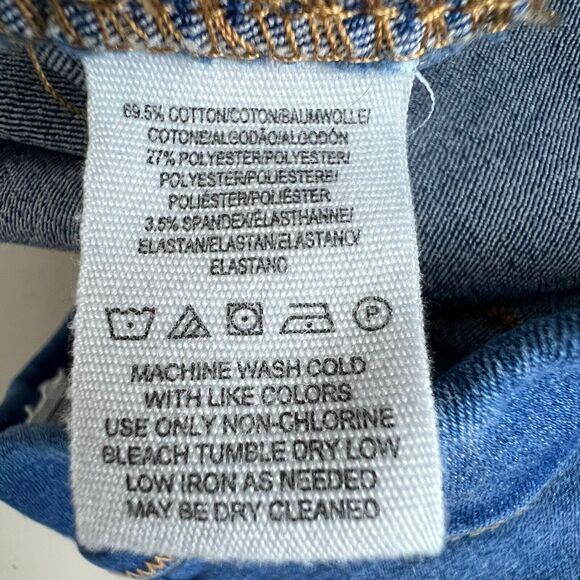 69.5% COTTON/COTON/BAUMWOLLE/
COTONE/ALGODÃO/ALGODÓN
27% POLYESTER/POLYESTER/
POLYESTER/POLIESTERE/
POLIÉSTER/POLIÉSTER
3.5% SPANDEX/ELASTHANNE/
ELASTAN/ELASTAN/ELASTANO/
ELASTANO
P
MACHINE WASH COLD
WITH LIKE COLORS
USE ONLY NON-CHLORINE
BLEACH TUMBLE DRY LOW
LOW IRON AS NEEDED
MAY BE DRY CLEANED